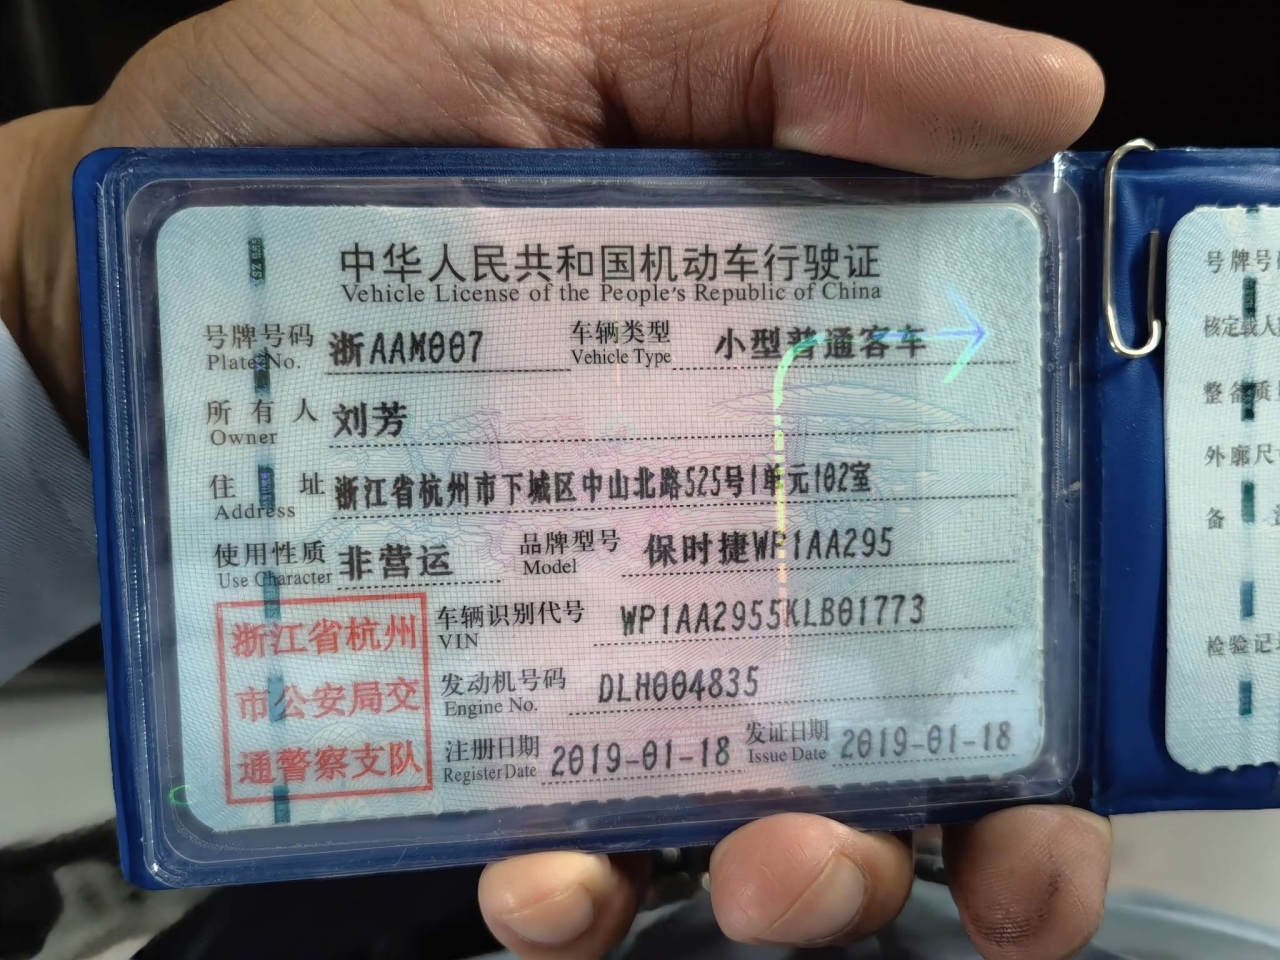 中华人民共和国机动车行驶证
Vehicle License of the People's Republic of China
号牌号码 浙AAM007 车辆类型 小型普通客车
Plate No. Vehicle Type
所有人 刘芳
Owner
住址 浙江省杭州市下城区中山北路525号1单元102室
Address
使用性质 非营运 品牌型号 保时捷WP1AA295
Use Character Model
车辆识别代号 WP1AA2955KLB01773
VIN
发动机号码 DLH004835
Engine No.
注册日期 2019-01-18 发证日期 2019-01-18
Register Date Issue Date
浙江省杭州
市公安局交
通警察支队
号牌号
核定载人
整备质
外廓尺
备
检验记